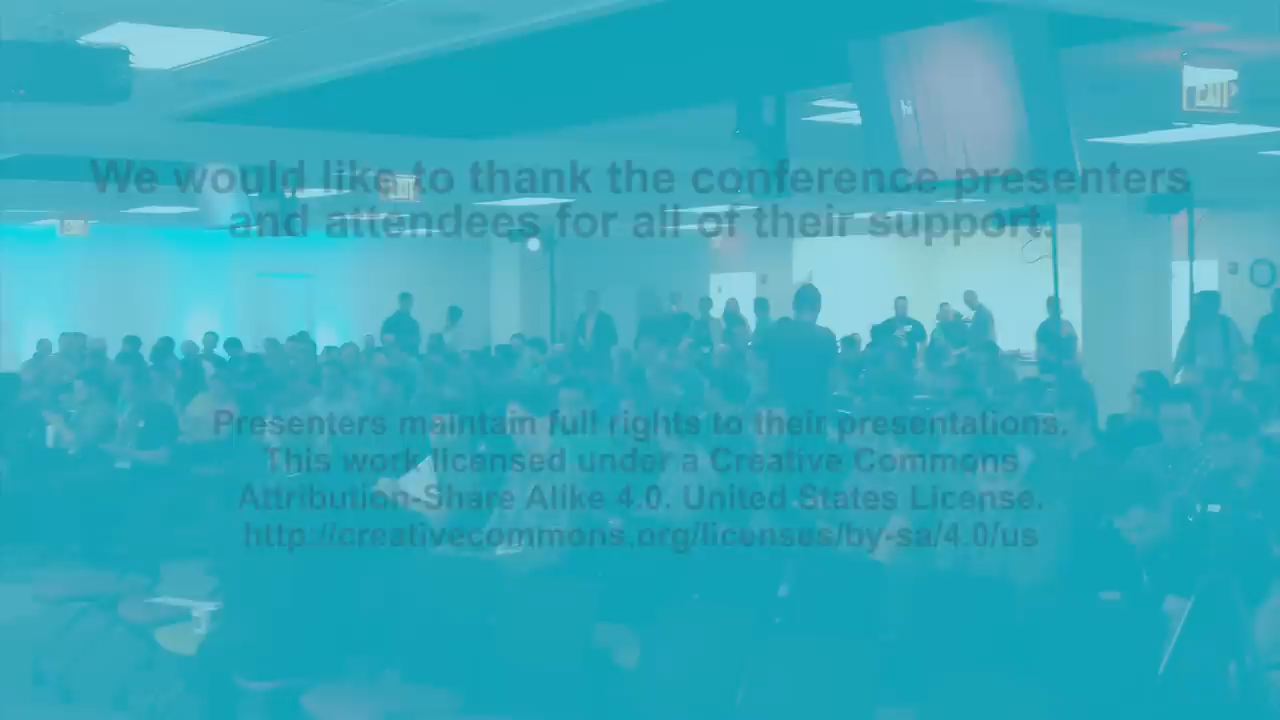 EXIT
We would like to thank the conference presenters
and attendees for all of their support.
Presenters maintain full rights to their presentations.
This work licensed under a Creative Commons
Attribution-Share Alike 4.0. United States License.
http://creativecommons.org/licenses/by-sa/4.0/us